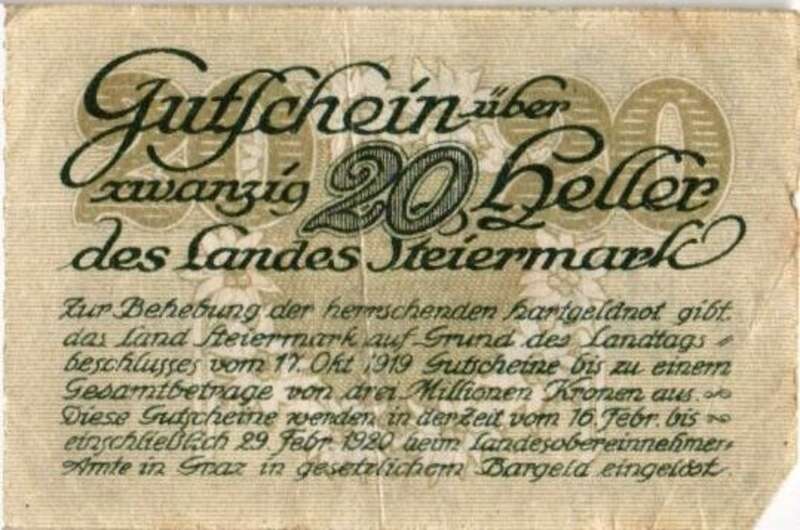 20 20
Gutschein über
zwanzig 20 Heller
des Landes Steiermark
Zur Behebung der herrschenden Hartgeldnot gibt
das Land Steiermark auf Grund des Landtags=
beschlusses vom 17. Okt 1919 Gutscheine bis zu einem
Gesamtbetrage von drei Millionen Kronen aus.
Diese Gutscheine werden in der Zeit vom 16 Febr. bis
einschließlich 29 Febr 1920 beim Landesobereinnehmer=
Amte in Graz in gesetzlichem Bargeld eingelöst.